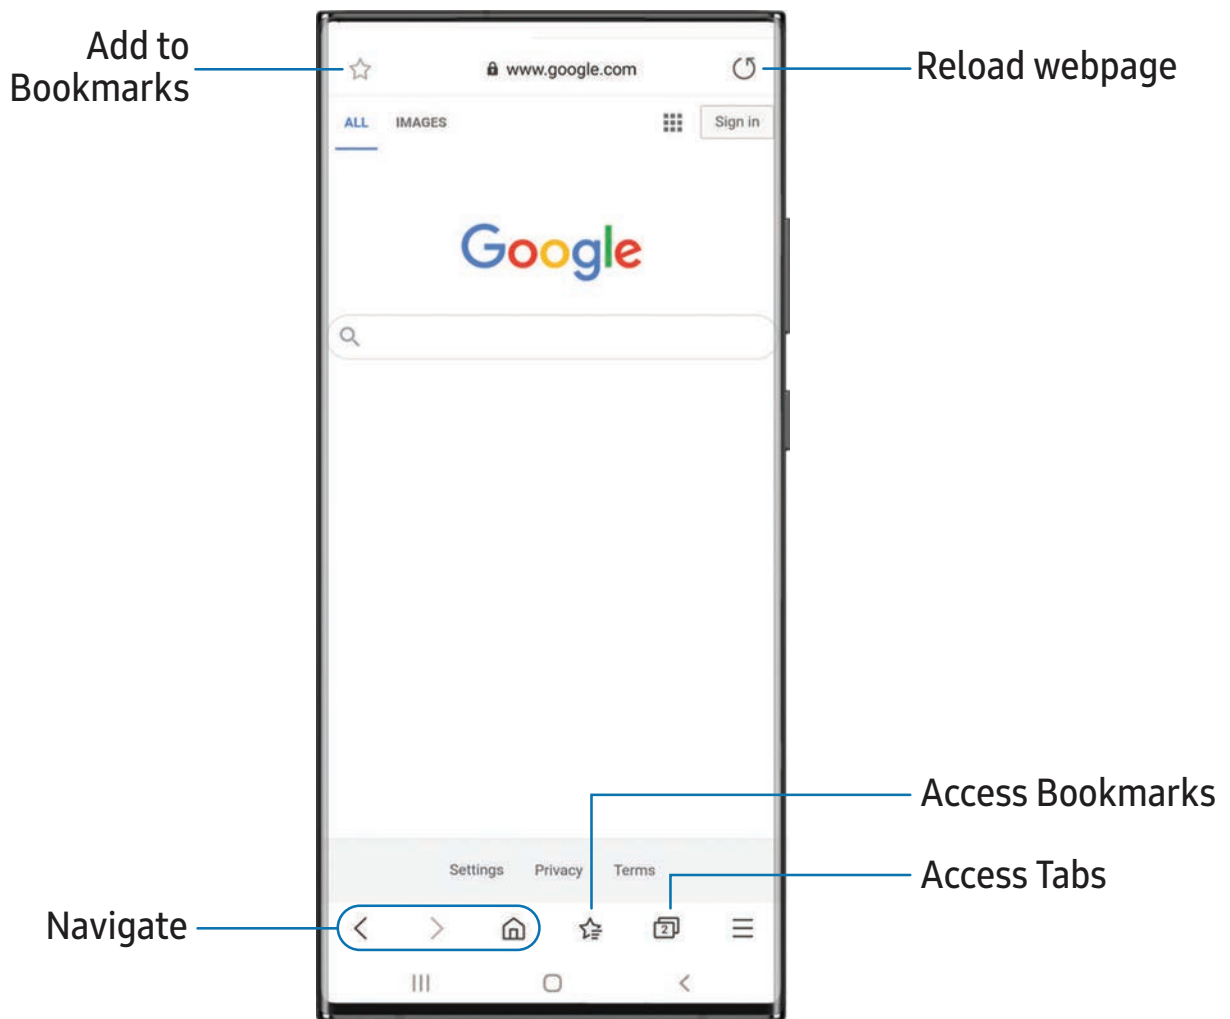 Add to
Bookmarks
www.google.com
Reload webpage
ALL IMAGES
Sign in
Google
Access Bookmarks
Settings Privacy Terms
Access Tabs
Navigate
2